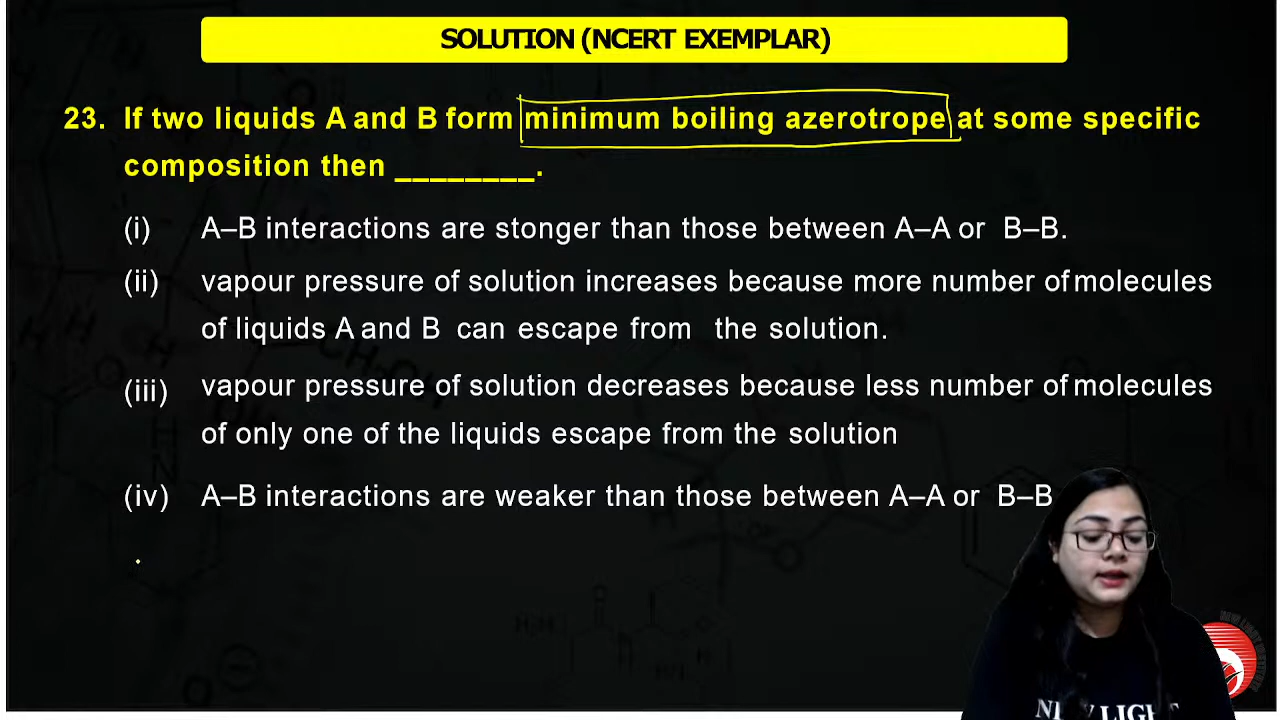 SOLUTION (NCERT EXEMPLAR)
23. If two liquids A and B form minimum boiling azerotrope at some specific
composition then ________.
(i) A–B interactions are stonger than those between A–A or B–B.
(ii) vapour pressure of solution increases because more number of molecules
of liquids A and B can escape from the solution.
(iii) vapour pressure of solution decreases because less number of molecules
of only one of the liquids escape from the solution
(iv) A–B interactions are weaker than those between A–A or B–B